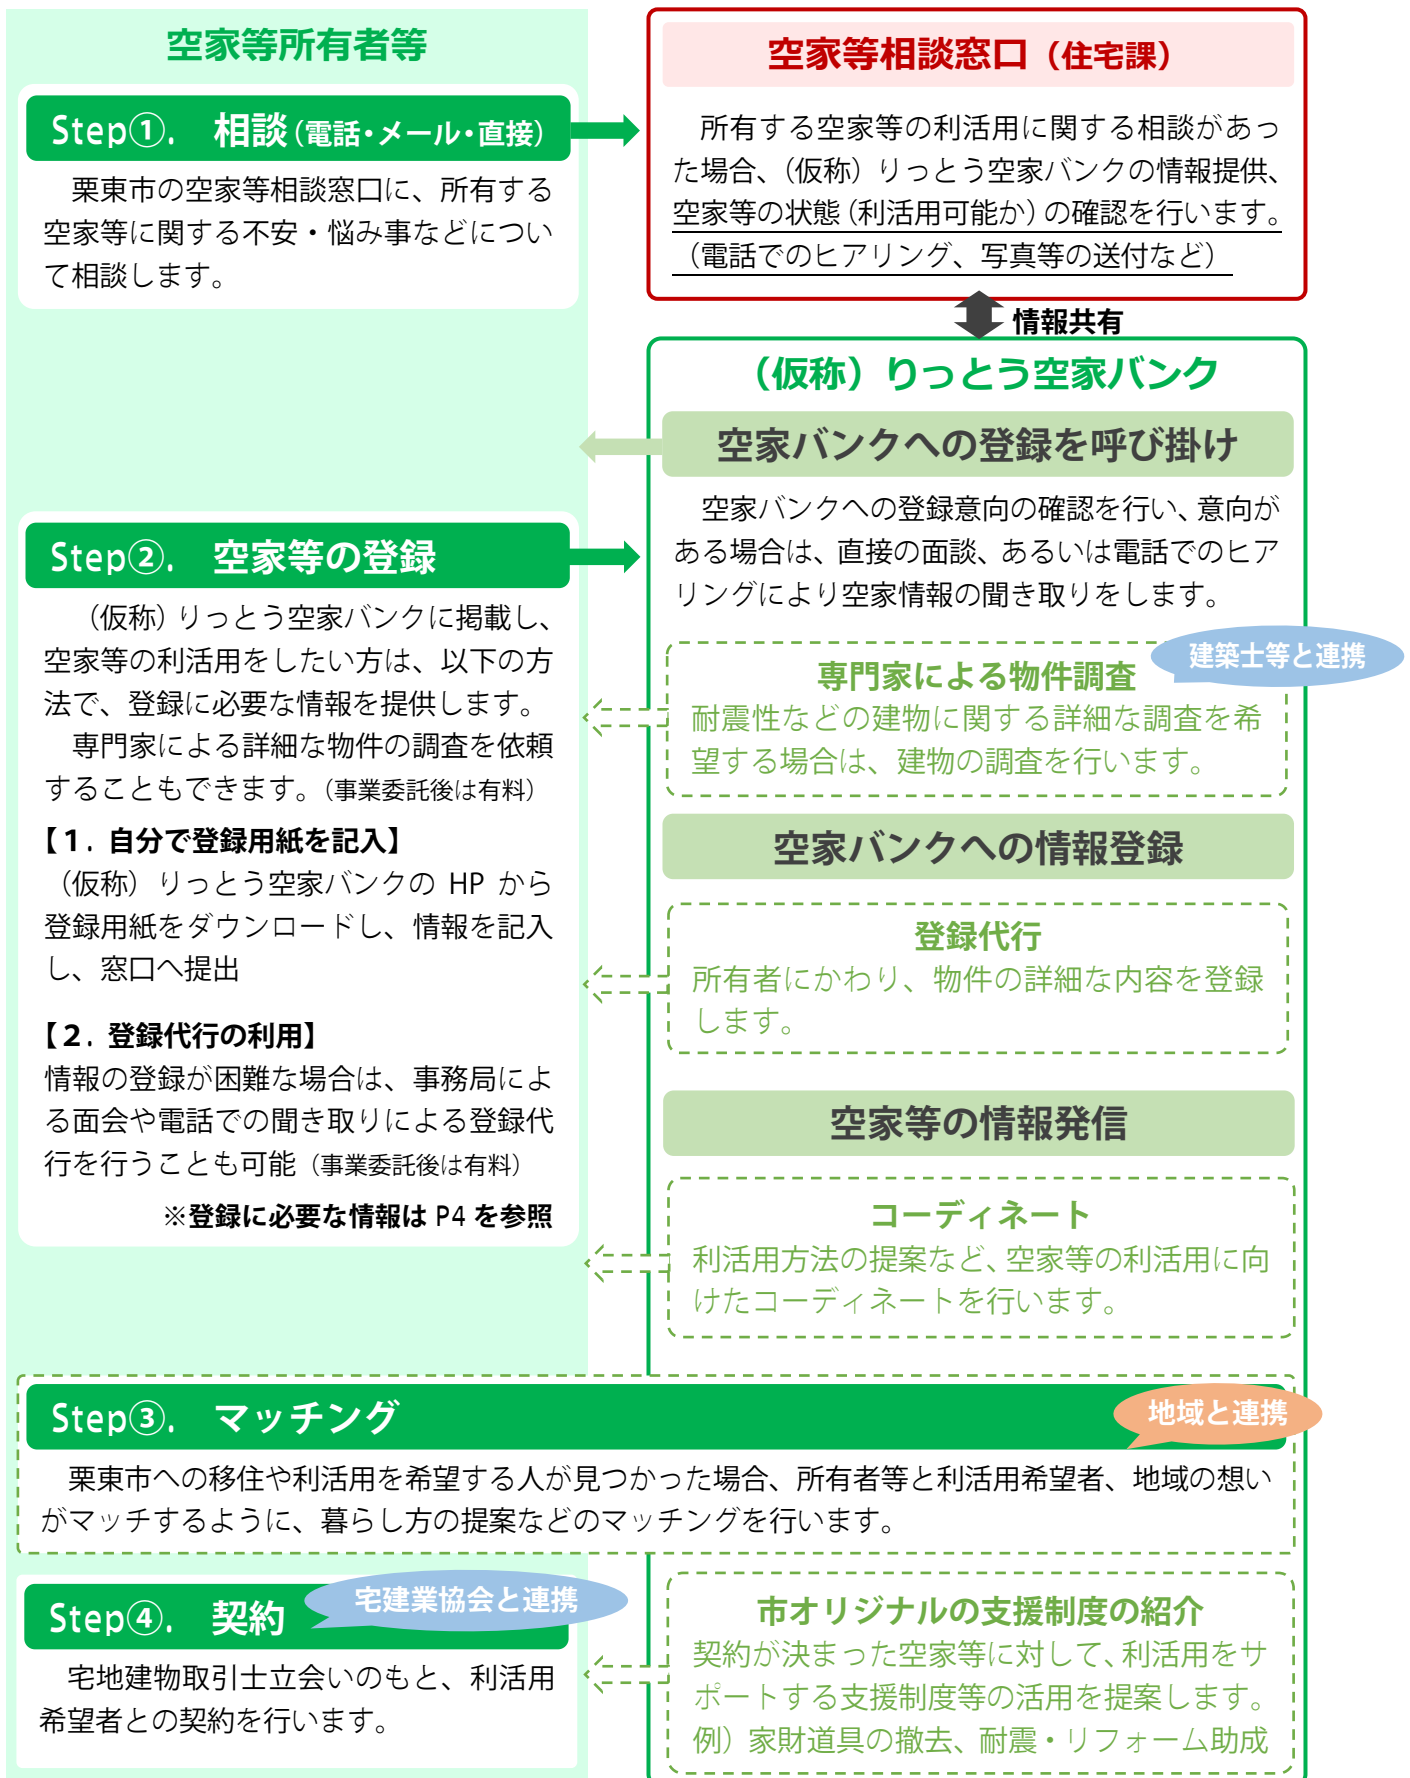 空家等所有者等
Step①. 相談（電話・メール・直接）
栗東市の空家等相談窓口に、所有する
空家等に関する不安・悩み事などについ
て相談します。
空家等相談窓口（住宅課）
所有する空家等の利活用に関する相談があっ
た場合、（仮称）りっとう空家バンクの情報提供、
空家等の状態（利活用可能か）の確認を行います。
（電話でのヒアリング、写真等の送付など）
情報共有
（仮称）りっとう空家バンク
空家バンクへの登録を呼び掛け
空家バンクへの登録意向の確認を行い、意向が
ある場合は、直接の面談、あるいは電話でのヒア
リングにより空家情報の聞き取りをします。
Step②. 空家等の登録
（仮称）りっとう空家バンクに掲載し、
空家等の利活用をしたい方は、以下の方
法で、登録に必要な情報を提供します。
専門家による詳細な物件の調査を依頼
することもできます。（事業委託後は有料）
【１．自分で登録用紙を記入】
（仮称）りっとう空家バンクの HP から
登録用紙をダウンロードし、情報を記入
し、窓口へ提出
【２．登録代行の利用】
情報の登録が困難な場合は、事務局によ
る面会や電話での聞き取りによる登録代
行を行うことも可能（事業委託後は有料）
※登録に必要な情報は P4 を参照
建築士等と連携
専門家による物件調査
耐震性などの建物に関する詳細な調査を希
望する場合は、建物の調査を行います。
空家バンクへの情報登録
登録代行
所有者にかわり、物件の詳細な内容を登録
します。
空家等の情報発信
コーディネート
利活用方法の提案など、空家等の利活用に向
けたコーディネートを行います。
Step③. マッチング
地域と連携
栗東市への移住や利活用を希望する人が見つかった場合、所有者等と利活用希望者、地域の想い
がマッチするように、暮らし方の提案などのマッチングを行います。
Step④. 契約
宅建業協会と連携
宅地建物取引士立会いのもと、利活用
希望者との契約を行います。
市オリジナルの支援制度の紹介
契約が決まった空家等に対して、利活用をサ
ポートする支援制度等の活用を提案します。
例）家財道具の撤去、耐震・リフォーム助成